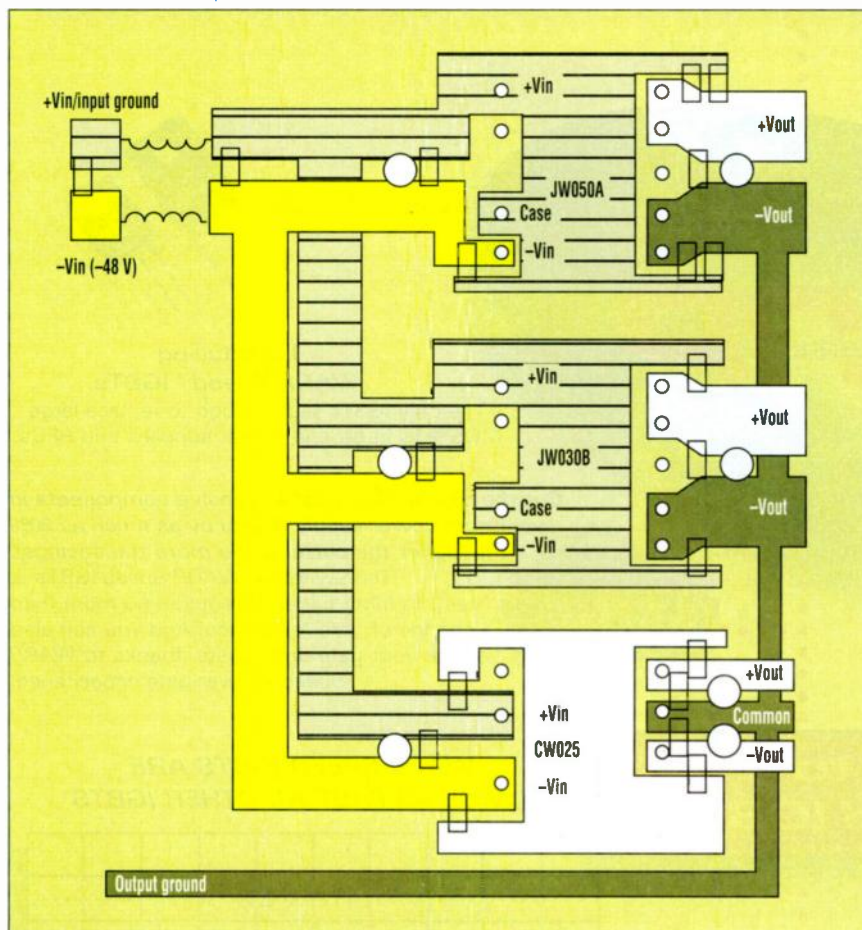 +Vin/input ground
−Vin (−48 V)
+Vin
JW050A
Case
−Vin
+Vout
−Vout
+Vin
JW030B
Case
−Vin
+Vout
−Vout
+Vin
CW025
−Vin
+Vout
Common
−Vout
Output ground